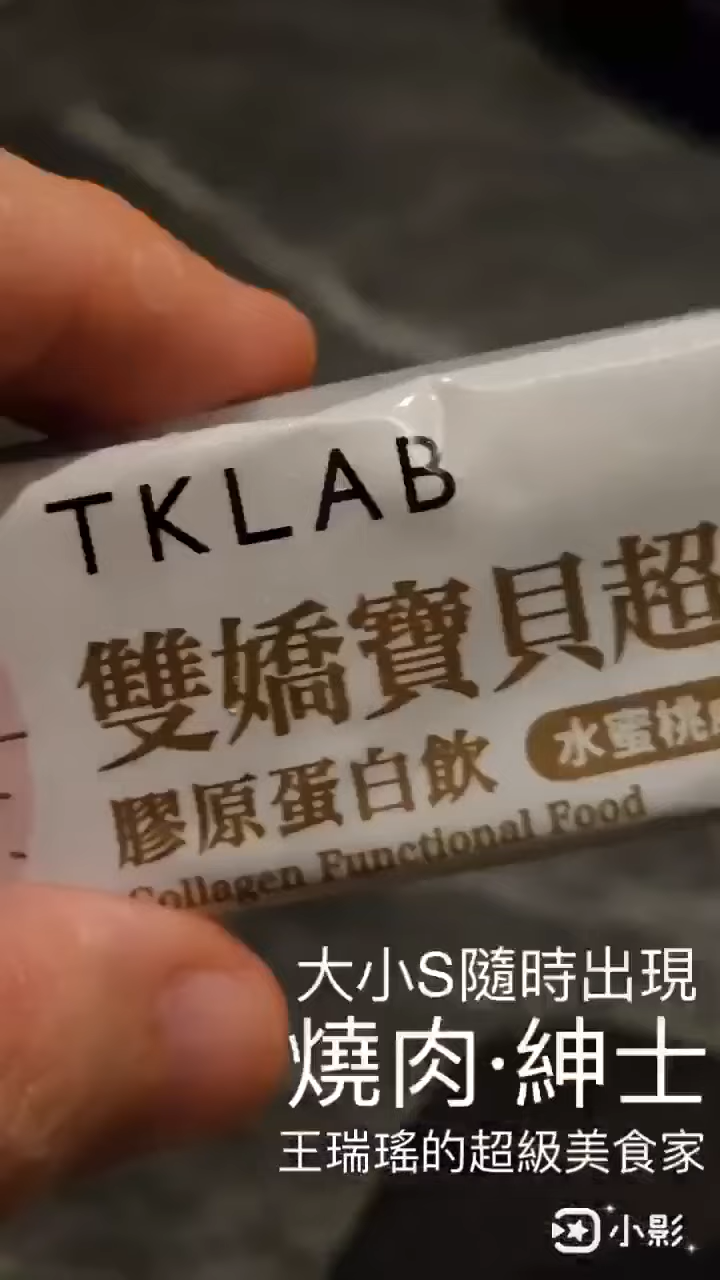 TKLAB
雙嬌寶貝超
膠原蛋白飲
水蜜桃
Collagen Functional Food
大小S隨時出現
燒肉·紳士
王瑞瑤的超級美食家
小影